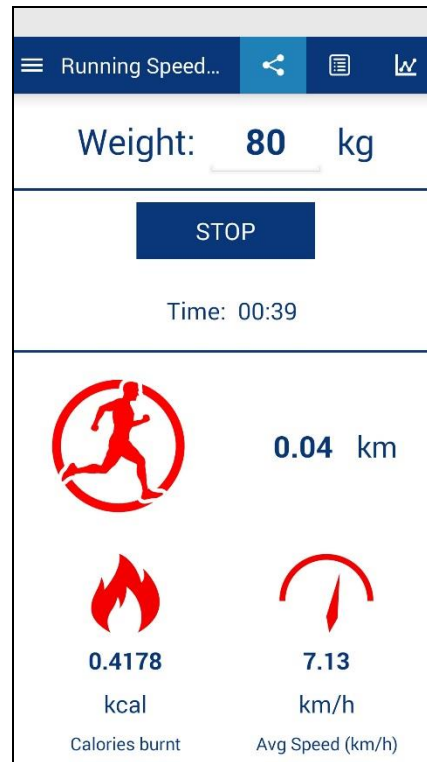 Running Speed...
Weight: 80 kg
STOP
Time: 00:39
0.04 km
0.4178
kcal
Calories burnt
7.13
km/h
Avg Speed (km/h)